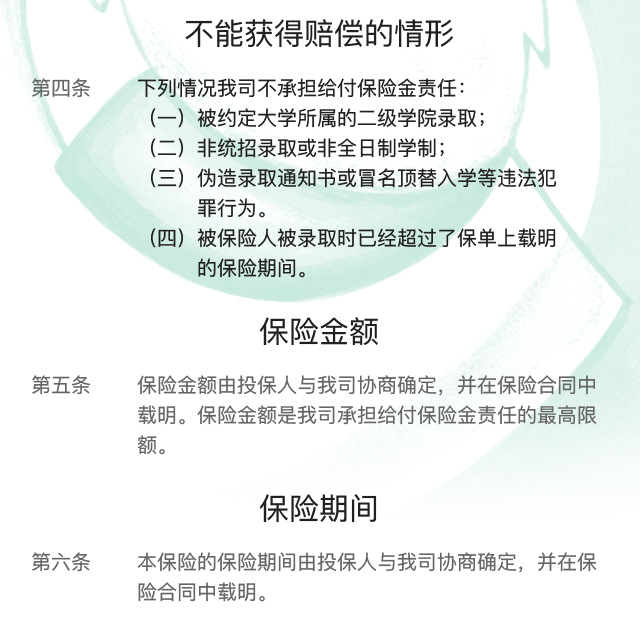 不能获得赔偿的情形
第四条 下列情况我司不承担给付保险金责任：
（一）被约定大学所属的二级学院录取；
（二）非统招录取或非全日制学制；
（三）伪造录取通知书或冒名顶替入学等违法犯
罪行为。
（四）被保险人被录取时已经超过了保单上载明
的保险期间。
保险金额
第五条 保险金额由投保人与我司协商确定，并在保险合同中
载明。保险金额是我司承担给付保险金责任的最高限
额。
保险期间
第六条 本保险的保险期间由投保人与我司协商确定，并在保
险合同中载明。